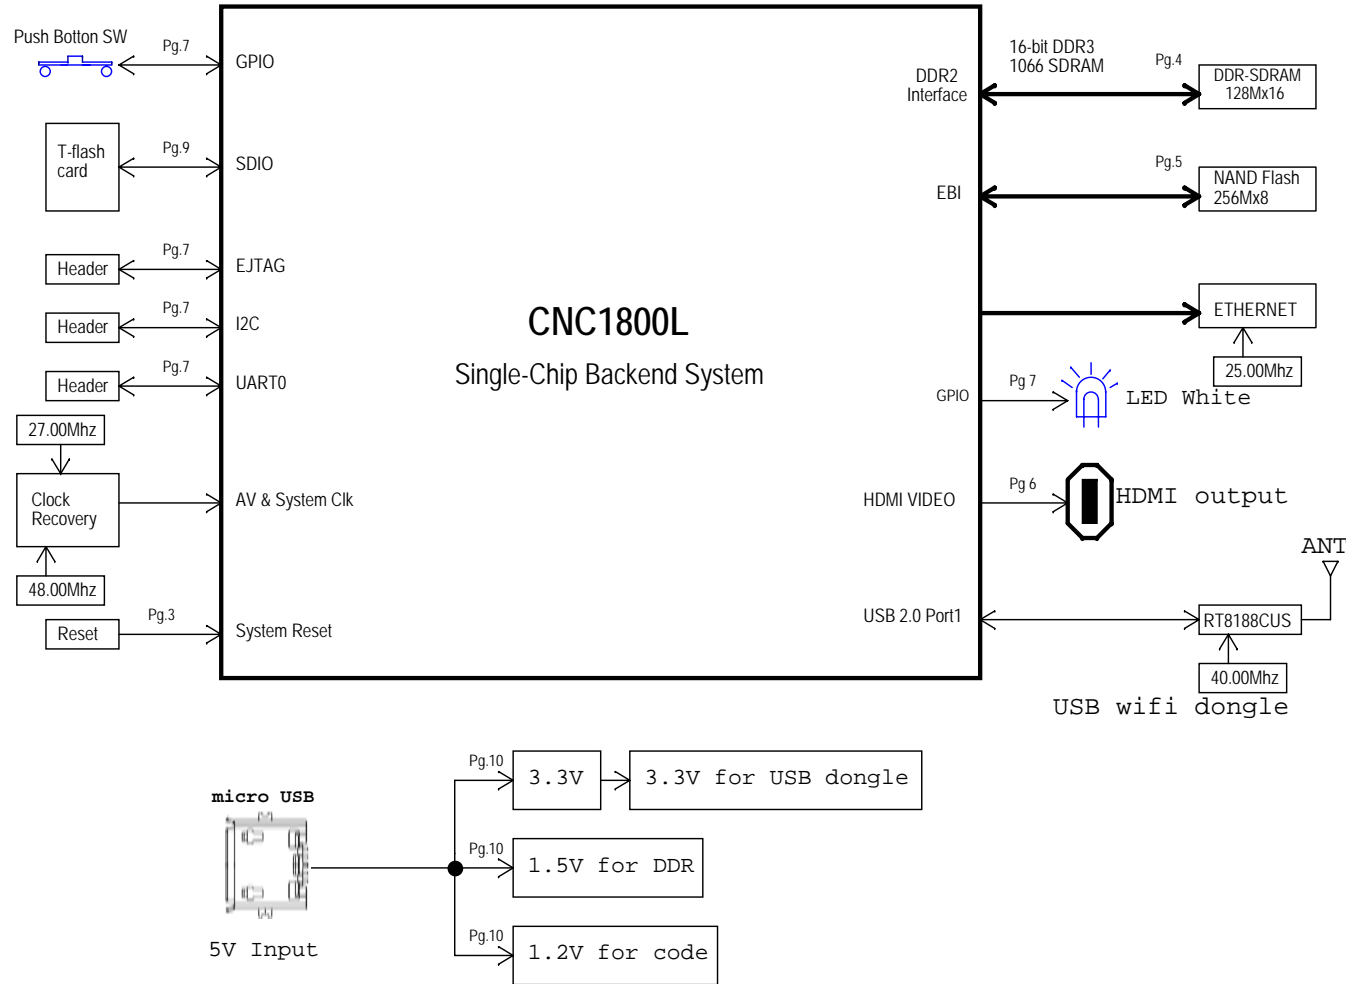 Push Botton SW
Pg.7
GPIO
T-flash
card
Pg.9
SDIO
Header
Pg.7
EJTAG
Header
Pg.7
I2C
Header
Pg.7
UART0
27.00Mhz
Clock
Recovery
AV & System Clk
48.00Mhz
Reset
Pg.3
System Reset
CNC1800L
Single-Chip Backend System
DDR2
Interface
16-bit DDR3
1066 SDRAM
Pg.4
DDR-SDRAM
128Mx16
EBI
Pg.5
NAND Flash
256Mx8
ETHERNET
25.00Mhz
GPIO
Pg 7
LED White
HDMI VIDEO
Pg 6
HDMI output
ANT
USB 2.0 Port1
RT8188CUS
40.00Mhz
USB wifi dongle
micro USB
5V Input
Pg.10
3.3V
3.3V for USB dongle
Pg.10
1.5V for DDR
Pg.10
1.2V for code